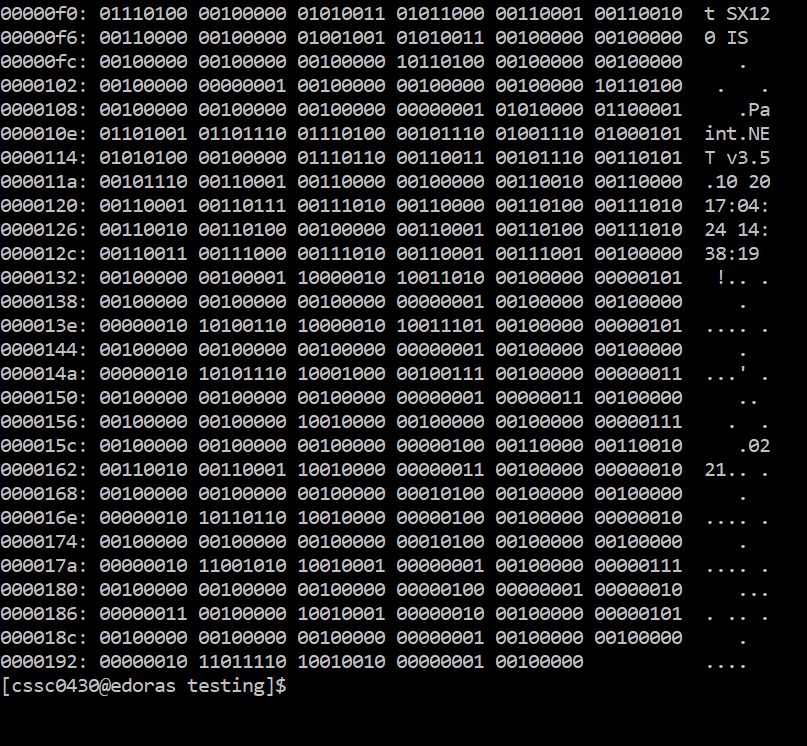 00000f0: 01110100 00100000 01010011 01011000 00110001 00110010  t SX12
00000f6: 00110000 00100000 01001001 01010011 00100000 00100000  0 IS
00000fc: 00100000 00100000 00100000 10110100 00100000 00100000     .
0000102: 00100000 00000001 00100000 00100000 00100000 10110100   .   .
0000108: 00100000 00100000 00100000 00000001 01010000 01100001     .Pa
000010e: 01101001 01101110 01110100 00101110 01001110 01000101  int.NE
0000114: 01010100 00100000 01110110 00110011 00101110 00110101  T v3.5
000011a: 00101110 00110001 00110000 00100000 00110010 00110000  .10 20
0000120: 00110001 00110111 00111010 00110000 00110100 00111010  17:04:
0000126: 00110010 00110100 00100000 00110001 00110100 00111010  24 14:
000012c: 00110011 00111000 00111010 00110001 00111001 00100000  38:19
0000132: 00100000 00100001 10000010 10011010 00100000 00000101   !.. .
0000138: 00100000 00100000 00100000 00000001 00100000 00100000     .
000013e: 00000010 10100110 10000010 10011101 00100000 00000101  .... .
0000144: 00100000 00100000 00100000 00000001 00100000 00100000     .
000014a: 00000010 10101110 10001000 00100111 00100000 00000011  ...' .
0000150: 00100000 00100000 00100000 00000001 00000011 00100000     ..
0000156: 00100000 00100000 10010000 00100000 00100000 00000111    .  .
000015c: 00100000 00100000 00100000 00000100 00110000 00110010     .02
0000162: 00110010 00110001 10010000 00000011 00100000 00000010  21.. .
0000168: 00100000 00100000 00100000 00010100 00100000 00100000     .
000016e: 00000010 10110110 10010000 00000100 00100000 00000010  .... .
0000174: 00100000 00100000 00100000 00010100 00100000 00100000     .
000017a: 00000010 11001010 10010001 00000001 00100000 00000111  .... .
0000180: 00100000 00100000 00100000 00000100 00000001 00000010     ...
0000186: 00000011 00100000 10010001 00000010 00100000 00000101  . .. .
000018c: 00100000 00100000 00100000 00000001 00100000 00100000     .
0000192: 00000010 11011110 10010010 00000001 00100000           ....
[cssc0430@edoras testing]$